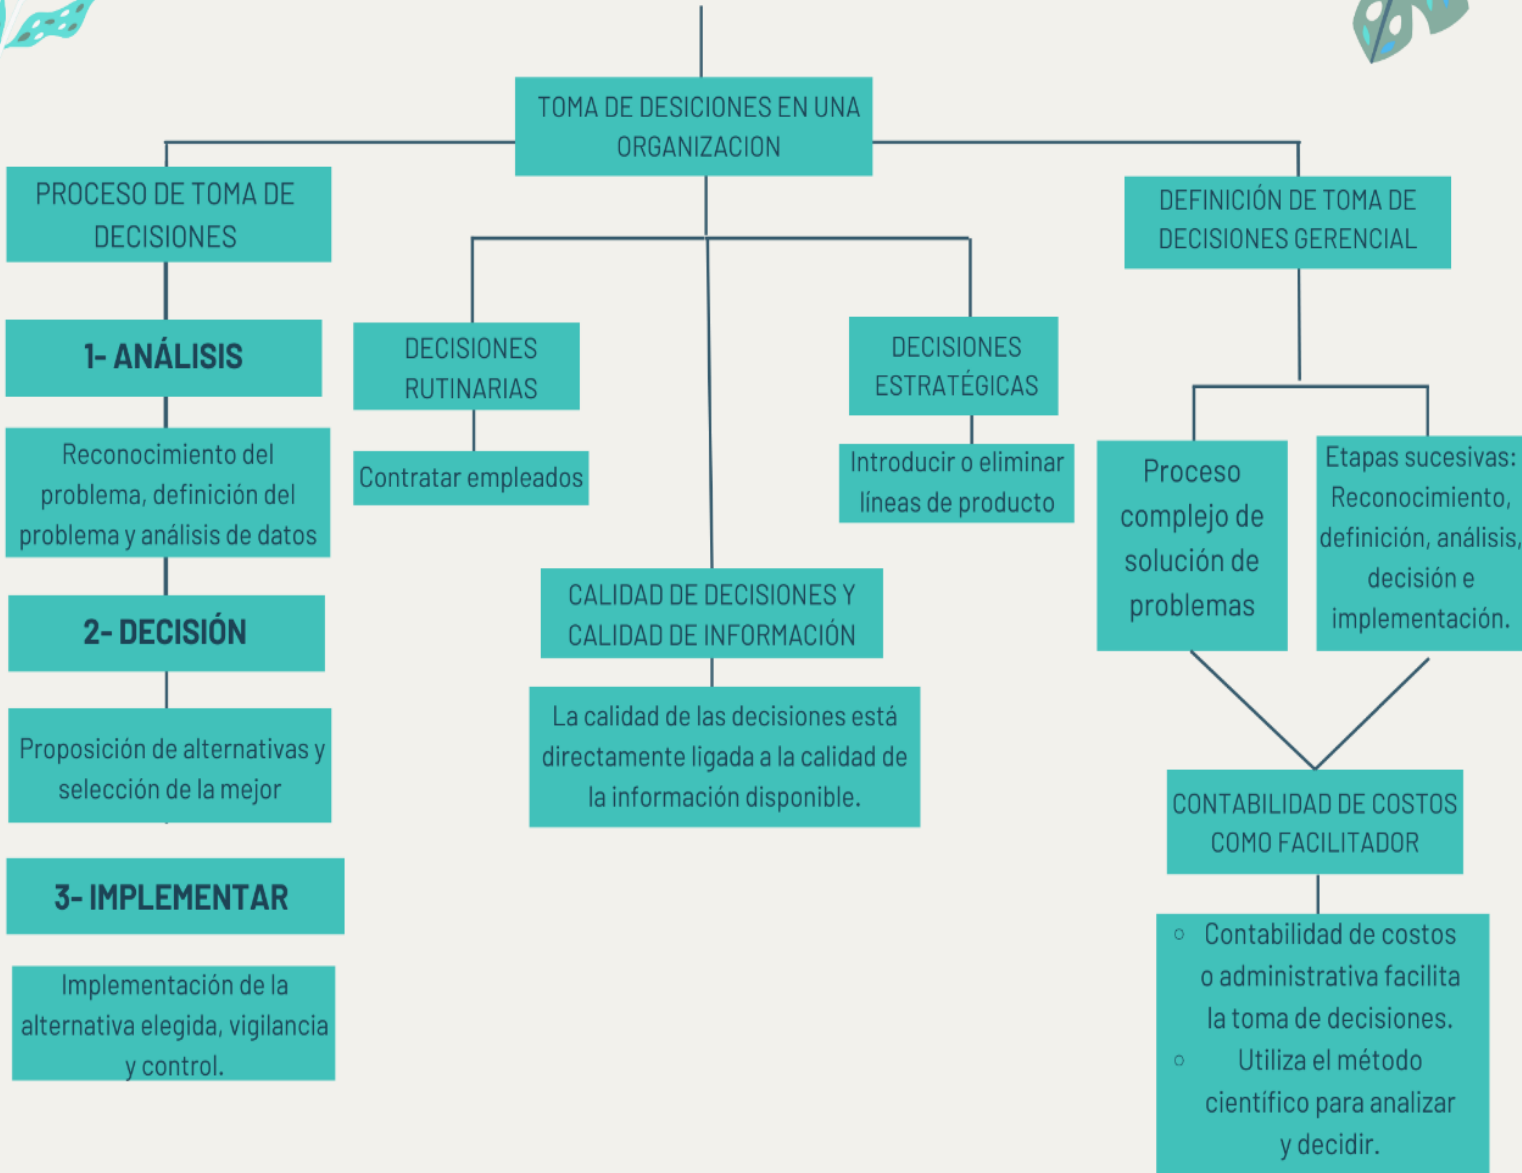 TOMA DE DESICIONES EN UNA
ORGANIZACION
PROCESO DE TOMA DE
DECISIONES
1- ANÁLISIS
Reconocimiento del
problema, definición del
problema y análisis de datos
2- DECISIÓN
Proposición de alternativas y
selección de la mejor
3- IMPLEMENTAR
Implementación de la
alternativa elegida, vigilancia
y control.
DECISIONES
RUTINARIAS
Contratar empleados
CALIDAD DE DECISIONES Y
CALIDAD DE INFORMACIÓN
La calidad de las decisiones está
directamente ligada a la calidad de
la información disponible.
DECISIONES
ESTRATÉGICAS
Introducir o eliminar
líneas de producto
DEFINICIÓN DE TOMA DE
DECISIONES GERENCIAL
Proceso
complejo de
solución de
problemas
Etapas sucesivas:
Reconocimiento,
definición, análisis,
decisión e
implementación.
CONTABILIDAD DE COSTOS
COMO FACILITADOR
○ Contabilidad de costos
o administrativa facilita
la toma de decisiones.
○ Utiliza el método
científico para analizar
y decidir.